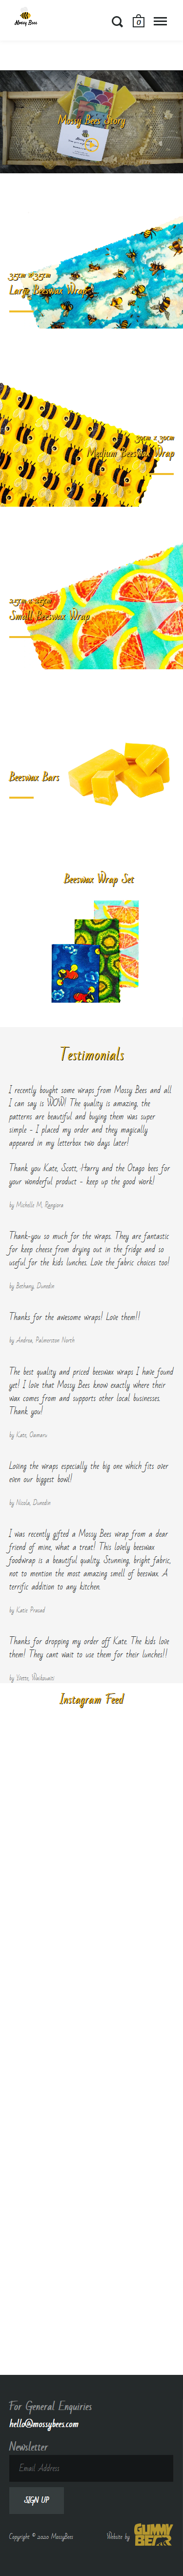 Mossy Bees
0
Mossy Bees Story
35cm x 35cm
Large Beeswax Wrap
30cm x 30cm
Medium Beeswax Wrap
Small Beeswax Wrap
Beeswax Bars
Beeswax Wrap Set
Testimonials
I recently bought some wraps from Mossy Bees and all
I can say is WOW! The quality is amazing, the
patterns are beautiful and buying them was super
simple - I placed my order and they magically
appeared in my letterbox two days later!
Thank you Kate, Scott, Harry and the Otago bees for
your wonderful product - keep up the good work!
by Michelle M, Rangiora
Thank-you so much for the wraps. They are fantastic
for keep cheese from drying out in the fridge and so
useful for the kids lunches. Love the fabric choices too!
by Bethany, Dunedin
Thanks for the awesome wraps! Love them!!
by Andrea, Palmerston North
The best quality and priced beeswax wraps I have found
yet! I love that Mossy Bees know exactly where their
wax comes from and supports other local businesses.
Thank you!
by Kate, Oamaru
Loving the wraps especially the big one which fits over
even our biggest bowl!
by Nicola, Dunedin
I was recently gifted a Mossy Bees wrap from a dear
friend of mine, what a treat! This lovely beeswax
foodwrap is a beautiful quality. Stunning, bright fabric,
not to mention the most amazing smell of beeswax. A
terrific addition to any kitchen.
by Katie Procud
Thanks for dropping my order off Kate. The kids love
them! They cant wait to use them for their lunches!!
by Yvette, Waikouaiti
Instagram Feed
For General Enquiries
hello@mossybees.com
Newsletter
Email Address
SIGN UP
Copyright © 2020 MossyBees
Website by GUMMY BEAR